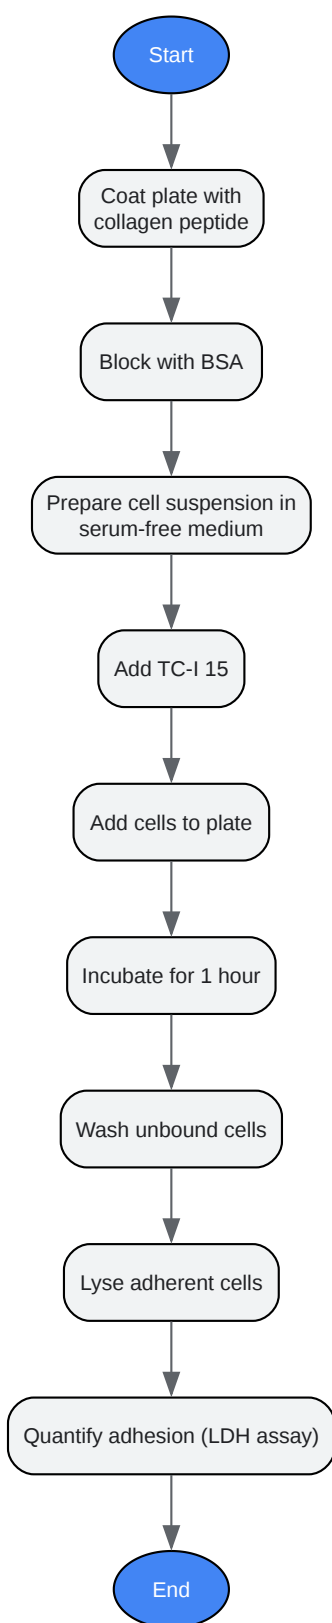 Start
Coat plate with
collagen peptide
Block with BSA
Prepare cell suspension in
serum-free medium
Add TC-I 15
Add cells to plate
Incubate for 1 hour
Wash unbound cells
Lyse adherent cells
Quantify adhesion (LDH assay)
End